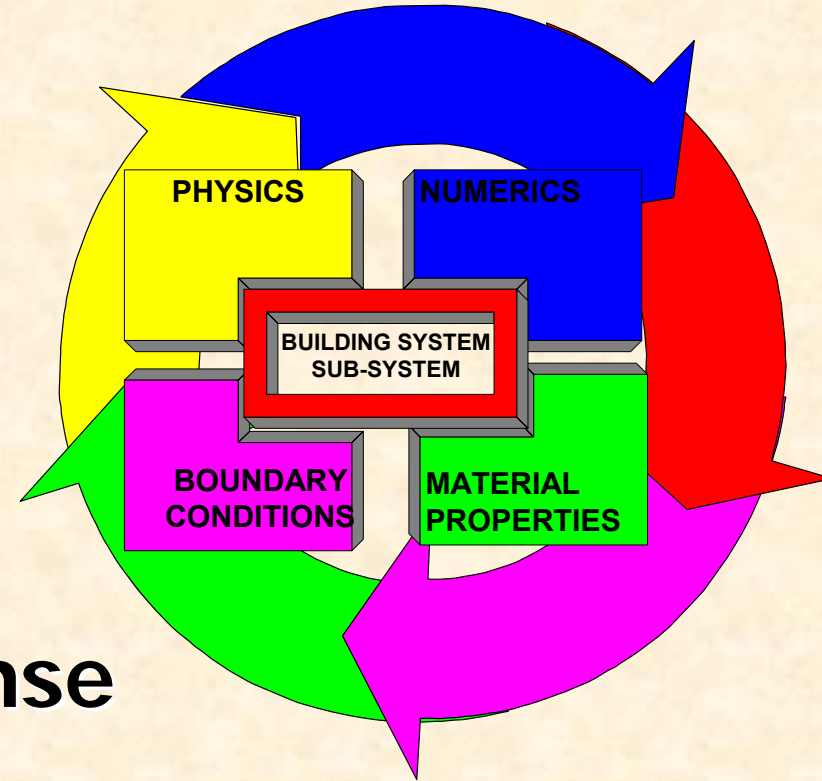 PHYSICS
NUMERICS
BUILDING SYSTEM
SUB-SYSTEM
BOUNDARY
CONDITIONS
MATERIAL
PROPERTIES
nse